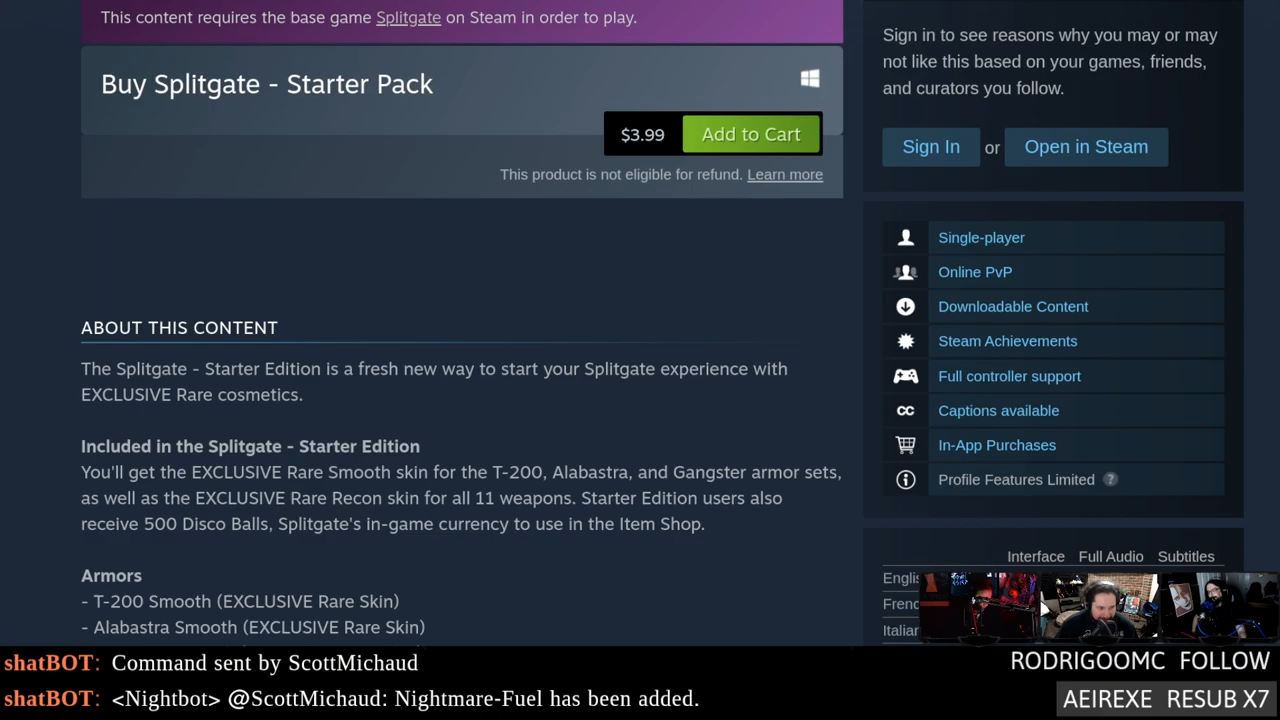 This content requires the base game Splitgate on Steam in order to play.
Buy Splitgate - Starter Pack
$3.99 Add to Cart
This product is not eligible for refund. Learn more
ABOUT THIS CONTENT
The Splitgate - Starter Edition is a fresh new way to start your Splitgate experience with
EXCLUSIVE Rare cosmetics.
Included in the Splitgate - Starter Edition
You'll get the EXCLUSIVE Rare Smooth skin for the T-200, Alabastra, and Gangster armor sets,
as well as the EXCLUSIVE Rare Recon skin for all 11 weapons. Starter Edition users also
receive 500 Disco Balls, Splitgate's in-game currency to use in the Item Shop.
Armors
- T-200 Smooth (EXCLUSIVE Rare Skin)
- Alabastra Smooth (EXCLUSIVE Rare Skin)
Sign in to see reasons why you may or may
not like this based on your games, friends,
and curators you follow.
Sign In or Open in Steam
Single-player
Online PvP
Downloadable Content
Steam Achievements
Full controller support
CC Captions available
In-App Purchases
Profile Features Limited ?
Interface Full Audio Subtitles
Englis
Frenc
Italian
shatBOT: Command sent by ScottMichaud
shatBOT: <Nightbot> @ScottMichaud: Nightmare-Fuel has been added.
RODRIGOOMC FOLLOW
AEIREXE RESUB X7